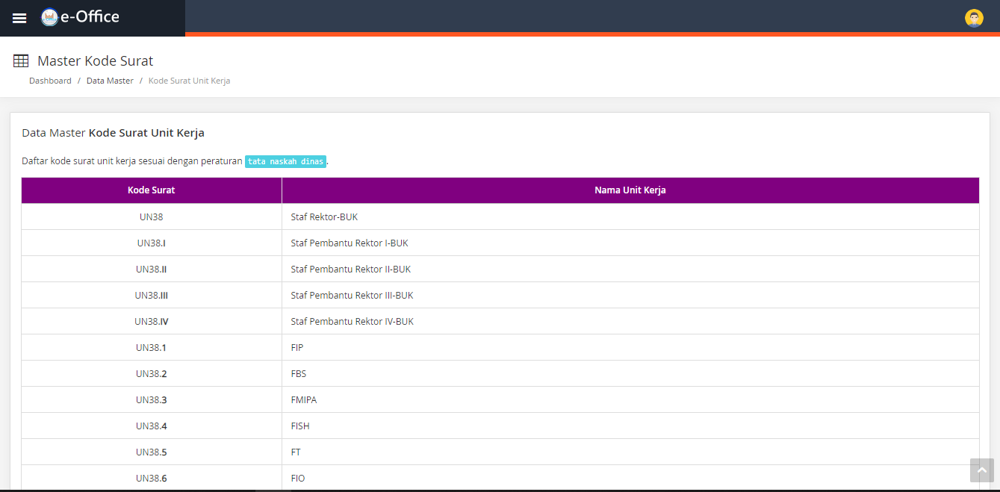 e-Office
Master Kode Surat
Dashboard / Data Master / Kode Surat Unit Kerja
Data Master Kode Surat Unit Kerja
Daftar kode surat unit kerja sesuai dengan peraturan tata naskah dinas.
Kode Surat Nama Unit Kerja
UN38 Staf Rektor-BUK
UN38.I Staf Pembantu Rektor I-BUK
UN38.II Staf Pembantu Rektor II-BUK
UN38.III Staf Pembantu Rektor III-BUK
UN38.IV Staf Pembantu Rektor IV-BUK
UN38.1 FIP
UN38.2 FBS
UN38.3 FMIPA
UN38.4 FISH
UN38.5 FT
UN38.6 FIO